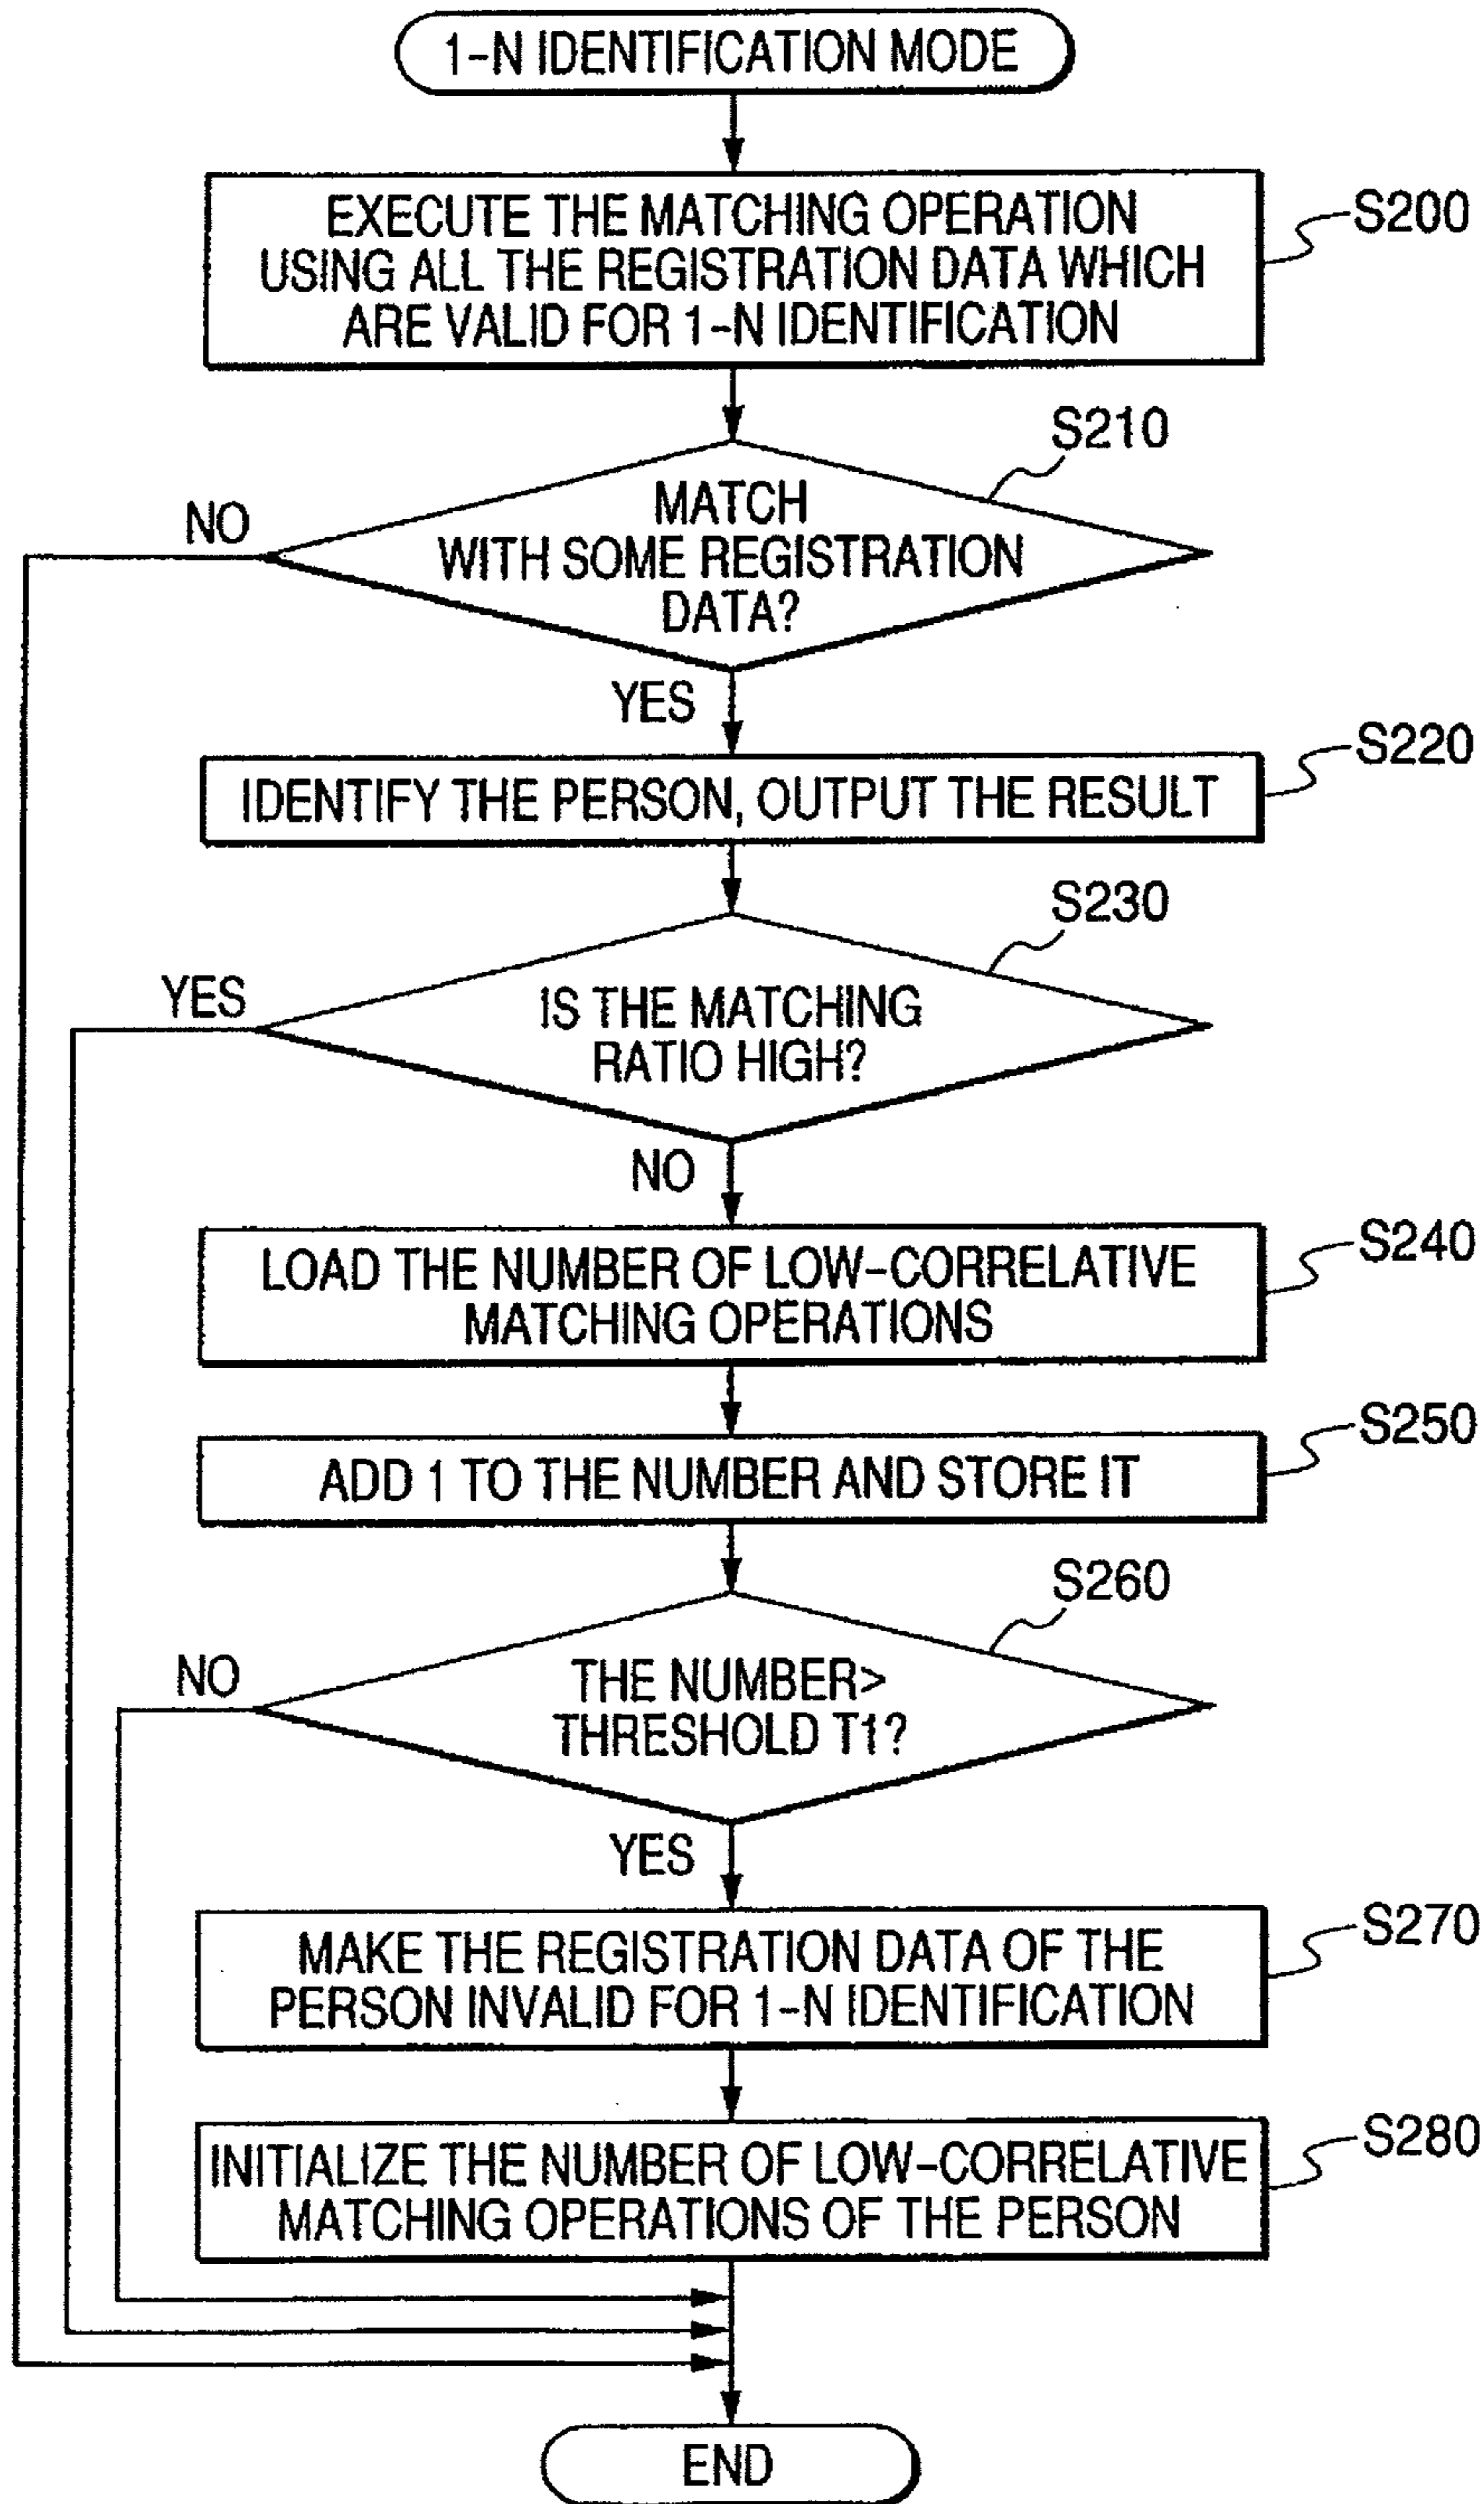 1-N IDENTIFICATION MODE
EXECUTE THE MATCHING OPERATION
USING ALL THE REGISTRATION DATA WHICH
ARE VALID FOR 1-N IDENTIFICATION
S200
S210
MATCH
WITH SOME REGISTRATION
DATA?
NO
YES
IDENTIFY THE PERSON, OUTPUT THE RESULT
S220
S230
IS THE MATCHING
RATIO HIGH?
YES
NO
LOAD THE NUMBER OF LOW-CORRELATIVE
MATCHING OPERATIONS
S240
ADD 1 TO THE NUMBER AND STORE IT
S250
S260
THE NUMBER>
THRESHOLD T1?
NO
YES
MAKE THE REGISTRATION DATA OF THE
PERSON INVALID FOR 1-N IDENTIFICATION
S270
INITIALIZE THE NUMBER OF LOW-CORRELATIVE
MATCHING OPERATIONS OF THE PERSON
S280
END